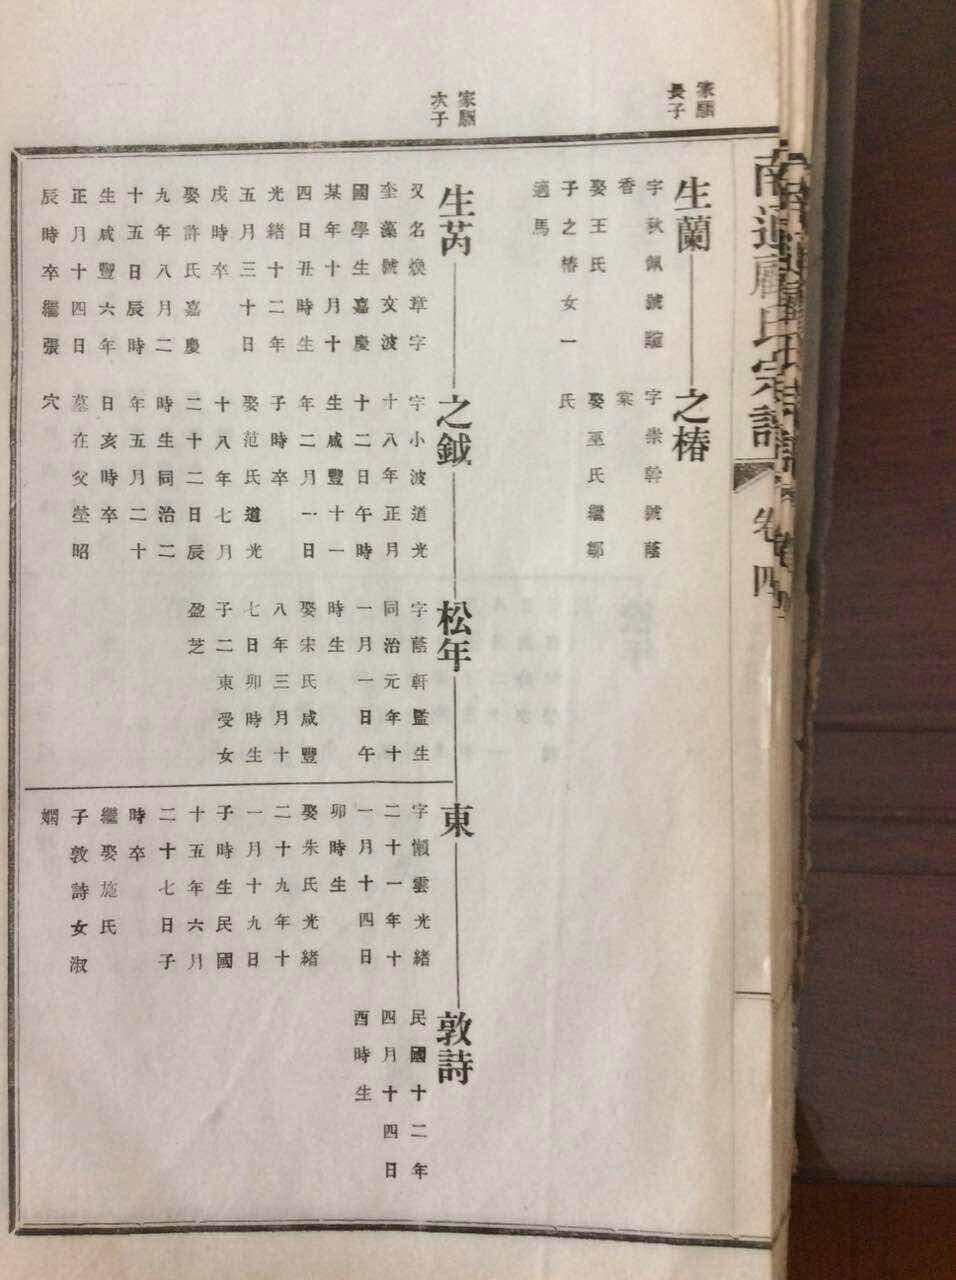 南通顧氏宗譜
卷四
家駰
長子
生蘭
字秋佩號謹
香
娶王氏
子之椿女一
適馬
之椿
字崇幹號蔭
棠
娶巫氏繼鄒
氏
家駰
次子
生芮
又名煥章字
奎藻號文波
國學生嘉慶
某年十月十
四日丑時生
光緒十二年
五月三十日
戌時卒
娶許氏嘉慶
九年八月二
十五日辰時
生咸豐六年
正月十四日
辰時卒繼張
之鉞
字小波道光
十八年正月
十二日午時
生咸豐十一
年二月一日
子時卒
娶范氏道光
十八年七月
二十二日辰
時生同治二
年五月二十
日亥時卒
墓在父塋昭
穴
松年
字蔭軒監生
同治元年十
一月一日午
時生
娶宋氏咸豐
八年三月十
七日卯時生
子二東受女
盈芝
東
字懶雲光緒
二十一年十
一月十四日
卯時生
娶朱氏光緒
二十九年十
一月十九日
子時生民國
十五年六月
二十七日子
時卒
繼娶施氏
子敦詩女淑
嫻
敦詩
民國十二年
四月十四日
酉時生